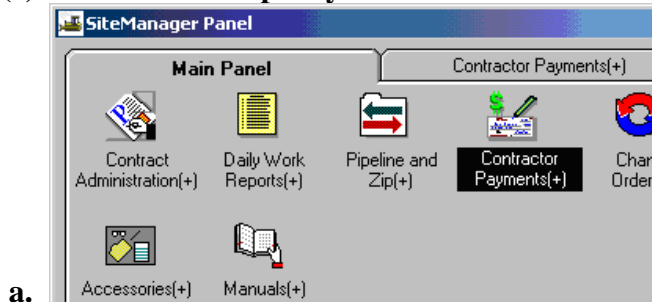 SiteManager Panel
Main Panel
Contractor Payments(+)
Contract
Administration(+)
Daily Work
Reports(+)
Pipeline and
Zip(+)
Contractor
Payments(+)
Accessories(+)
Manuals(+)
a.